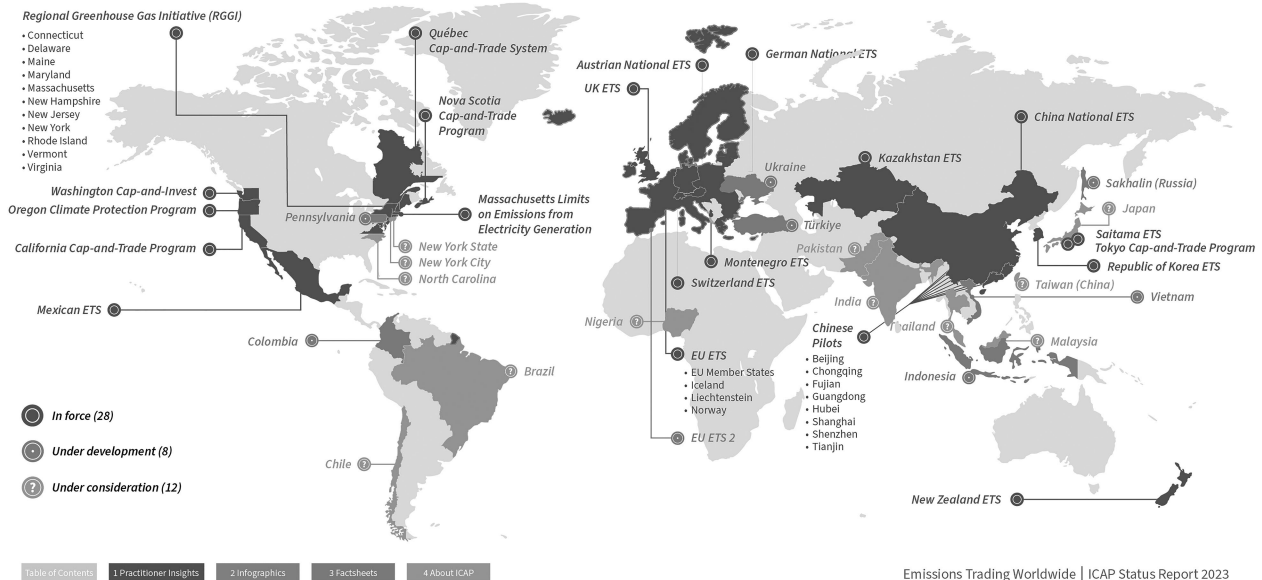 Regional Greenhouse Gas Initiative (RGGI)
• Connecticut
• Delaware
• Maine
• Maryland
• Massachusetts
• New Hampshire
• New Jersey
• New York
• Rhode Island
• Vermont
• Virginia
Washington Cap-and-Invest
Oregon Climate Protection Program
California Cap-and-Trade Program
Mexican ETS
Québec
Cap-and-Trade System
Nova Scotia
Cap-and-Trade
Program
Massachusetts Limits
on Emissions from
Electricity Generation
Pennsylvania
? New York State
? New York City
? North Carolina
Colombia
? Brazil
Chile ?
Austrian National ETS
German National ETS
UK ETS
Ukraine
Türkiye
Montenegro ETS
Switzerland ETS
Nigeria ?
EU ETS
• EU Member States
• Iceland
• Liechtenstein
• Norway
EU ETS 2
Kazakhstan ETS
China National ETS
Sakhalin (Russia)
? Japan
Saitama ETS
Tokyo Cap-and-Trade Program
Republic of Korea ETS
Pakistan ?
? Taiwan (China)
India ?
Vietnam
Thailand ?
? Malaysia
Indonesia
Chinese
Pilots
• Beijing
• Chongqing
• Fujian
• Guangdong
• Hubei
• Shanghai
• Shenzhen
• Tianjin
New Zealand ETS
In force (28)
Under development (8)
? Under consideration (12)
Table of Contents
1 Practitioner Insights
2 Infographics
3 Factsheets
4 About ICAP
Emissions Trading Worldwide | ICAP Status Report 2023